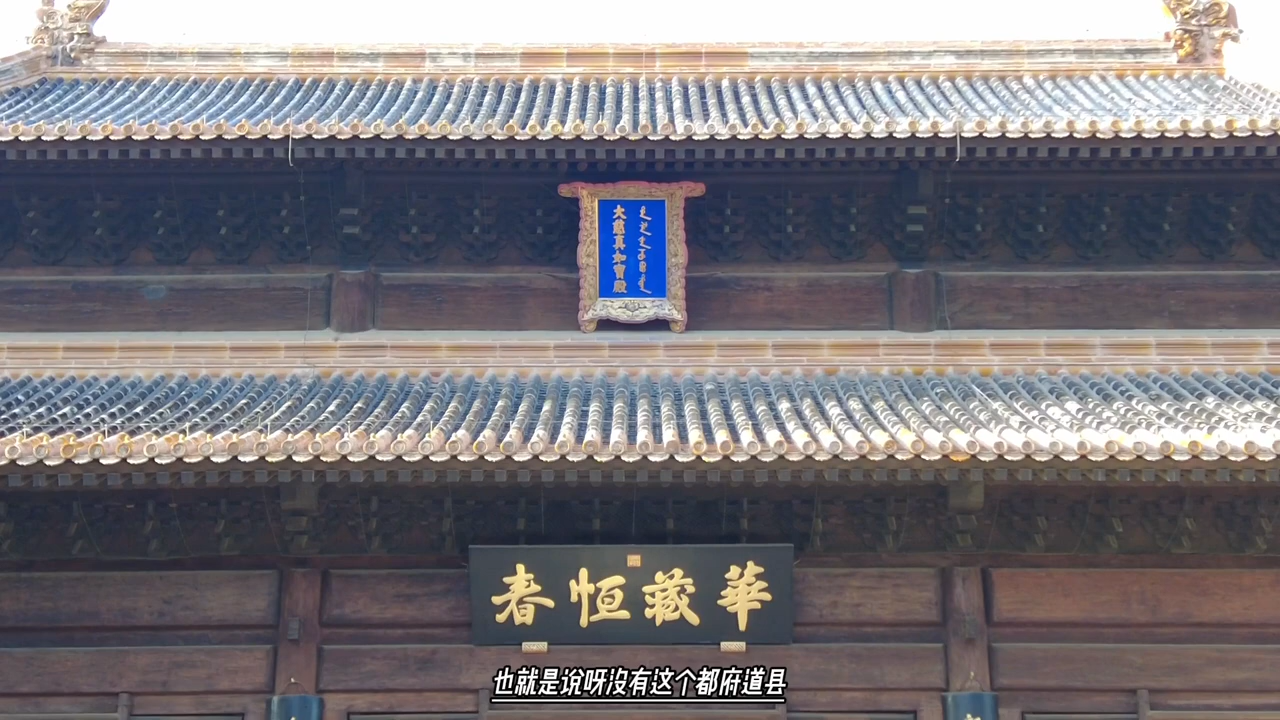 大慈真如寶殿
華藏恒春
也就是说呀没有这个都府道县